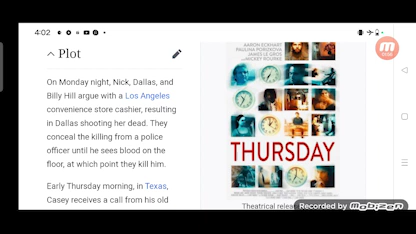 4:02
Plot
On Monday night, Nick, Dallas, and
Billy Hill argue with a Los Angeles
convenience store cashier, resulting
in Dallas shooting her dead. They
conceal the killing from a police
officer until he sees blood on the
floor, at which point they kill him.
Early Thursday morning, in Texas,
Casey receives a call from his old
AARON ECKHART
PAULINA PORIZKOVA
JAMES LE GROS
and MICKEY ROURKE
THURSDAY
Theatrical relea
Recorded by mobizen